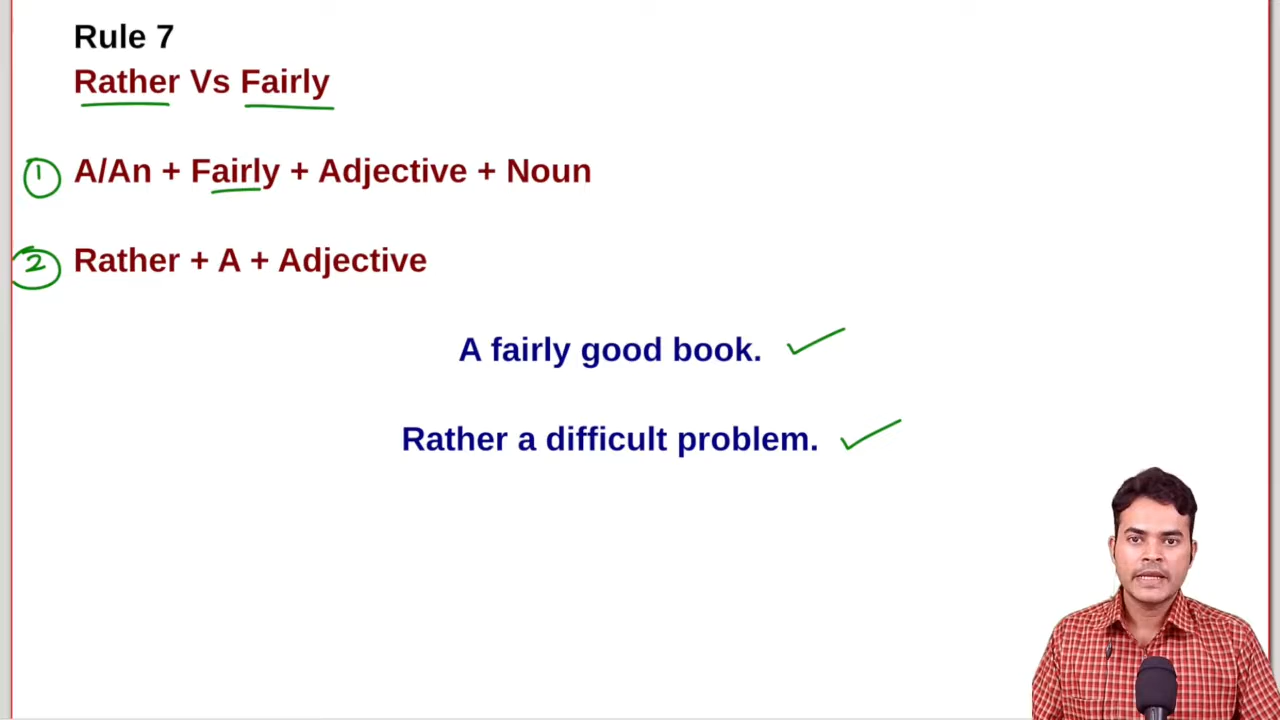 Rule 7
Rather Vs Fairly
1 A/An + Fairly + Adjective + Noun
2 Rather + A + Adjective
A fairly good book.
Rather a difficult problem.